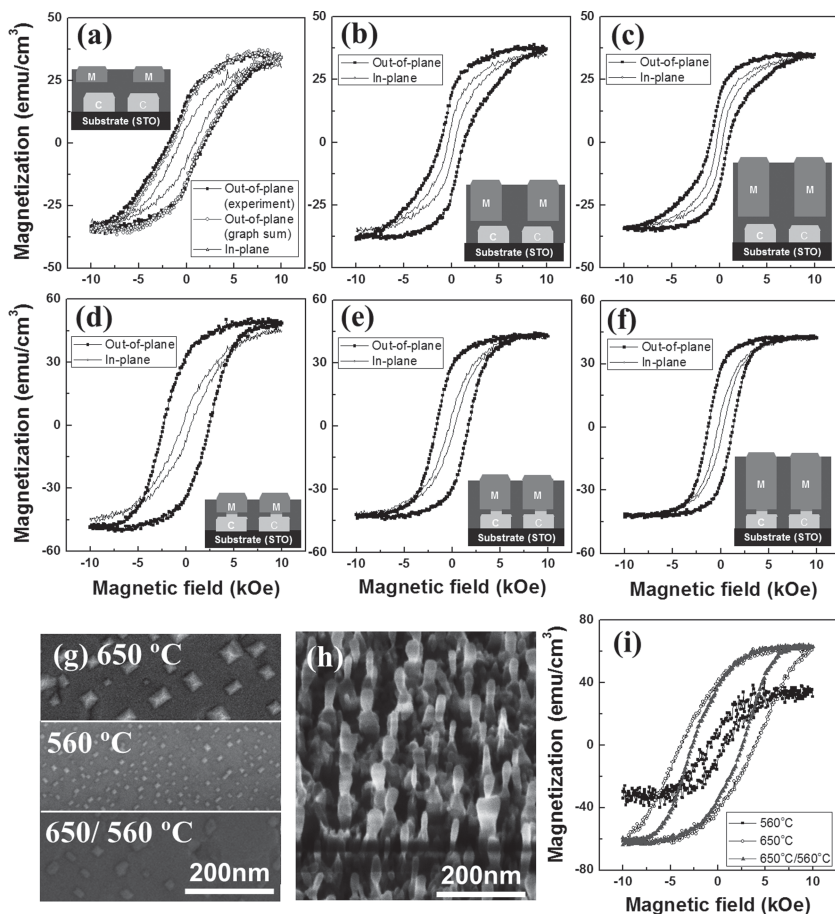 (a)
Magnetization (emu/cm³)
50
25
0
-25
-50
-10 -5 0 5 10
M M
C C
Substrate (STO)
Out-of-plane
(experiment)
Out-of-plane
(graph sum)
In-plane
(b)
50
25
0
-25
-50
-10 -5 0 5 10
Out-of-plane
In-plane
M M
C C
Substrate (STO)
(c)
50
25
0
-25
-50
-10 -5 0 5 10
Out-of-plane
In-plane
M M
C C
Substrate (STO)
(d)
Magnetization (emu/cm³)
60
30
0
-30
-60
-10 -5 0 5 10
Magnetic field (kOe)
Out-of-plane
In-plane
M M
C C
Substrate (STO)
(e)
60
30
0
-30
-60
-10 -5 0 5 10
Magnetic field (kOe)
Out-of-plane
In-plane
M M
C C
Substrate (STO)
(f)
60
30
0
-30
-60
-10 -5 0 5 10
Magnetic field (kOe)
Out-of-plane
In-plane
M M
C C
Substrate (STO)
(g) 650 ºC
560 ºC
650/ 560 ºC
200nm
(h)
200nm
(i)
Magnetization (emu/cm³)
80
40
0
-40
-80
-10 -5 0 5 10
Magnetic field (kOe)
560°C
650°C
650°C/560°C